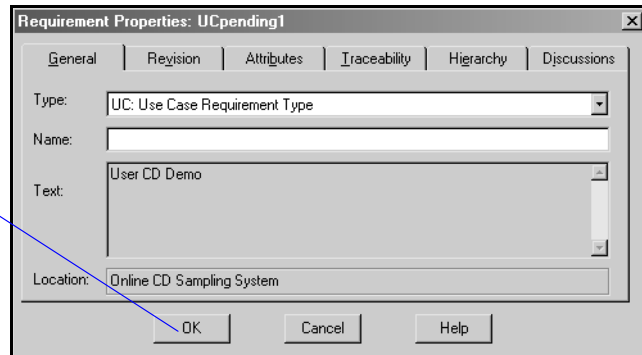 Requirement Properties: UCpending1
General Revision Attributes Traceability Hierarchy Discussions
Type: UC: Use Case Requirement Type
Name:
Text: User CD Demo
Location: Online CD Sampling System
OK Cancel Help